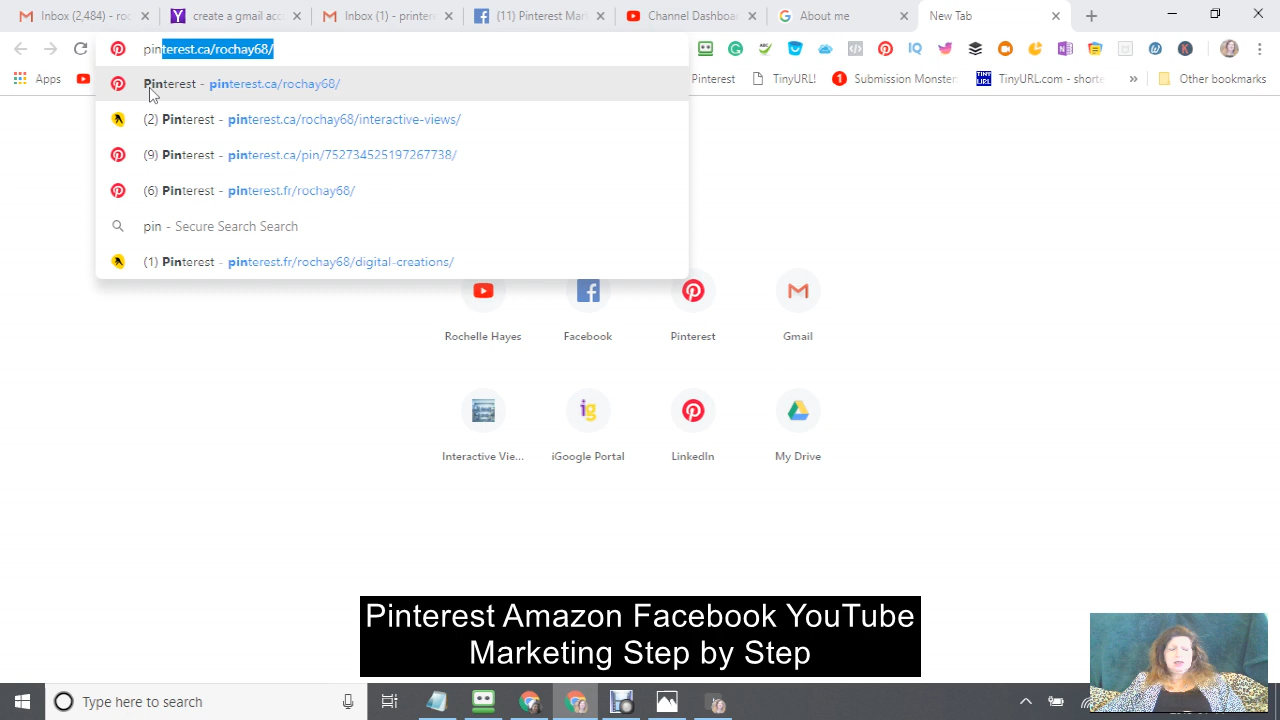 Inbox (2,484) - roc
create a gmail acc
Inbox (1) - printer
(11) Pinterest Mar
Channel Dashboar
About me
New Tab
pinterest.ca/rochay68/
Apps
Pinterest
TinyURL!
Submission Monster
TinyURL.com - shorte
Other bookmarks
Pinterest - pinterest.ca/rochay68/
(2) Pinterest - pinterest.ca/rochay68/interactive-views/
(9) Pinterest - pinterest.ca/pin/752734525197267738/
(6) Pinterest - pinterest.fr/rochay68/
pin - Secure Search Search
(1) Pinterest - pinterest.fr/rochay68/digital-creations/
Rochelle Hayes
Facebook
Pinterest
Gmail
Interactive Vie...
iGoogle Portal
LinkedIn
My Drive
Pinterest Amazon Facebook YouTube
Marketing Step by Step
Type here to search